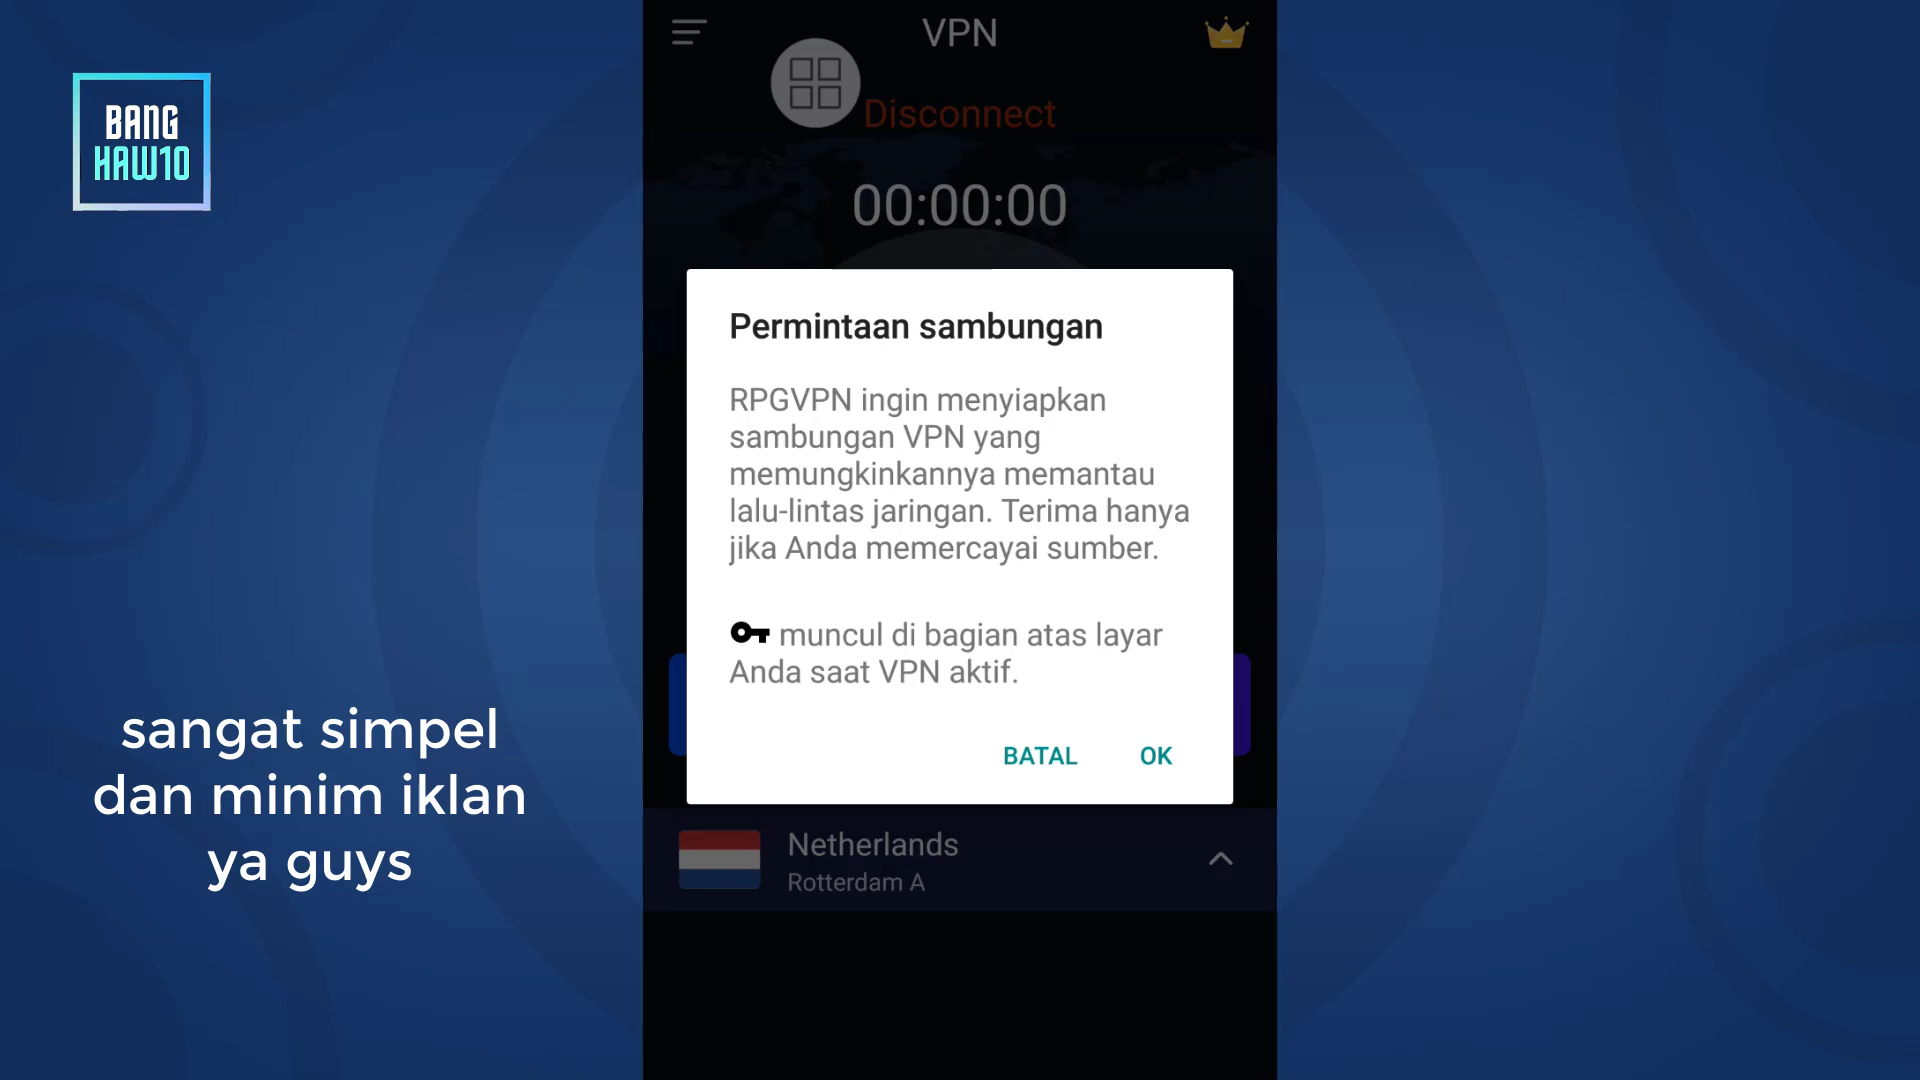 BANG
HAW10
VPN
Disconnect
00:00:00
Permintaan sambungan
RPGVPN ingin menyiapkan
sambungan VPN yang
memungkinkannya memantau
lalu-lintas jaringan. Terima hanya
jika Anda memercayai sumber.
muncul di bagian atas layar
Anda saat VPN aktif.
BATAL OK
Netherlands
Rotterdam A
sangat simpel
dan minim iklan
ya guys